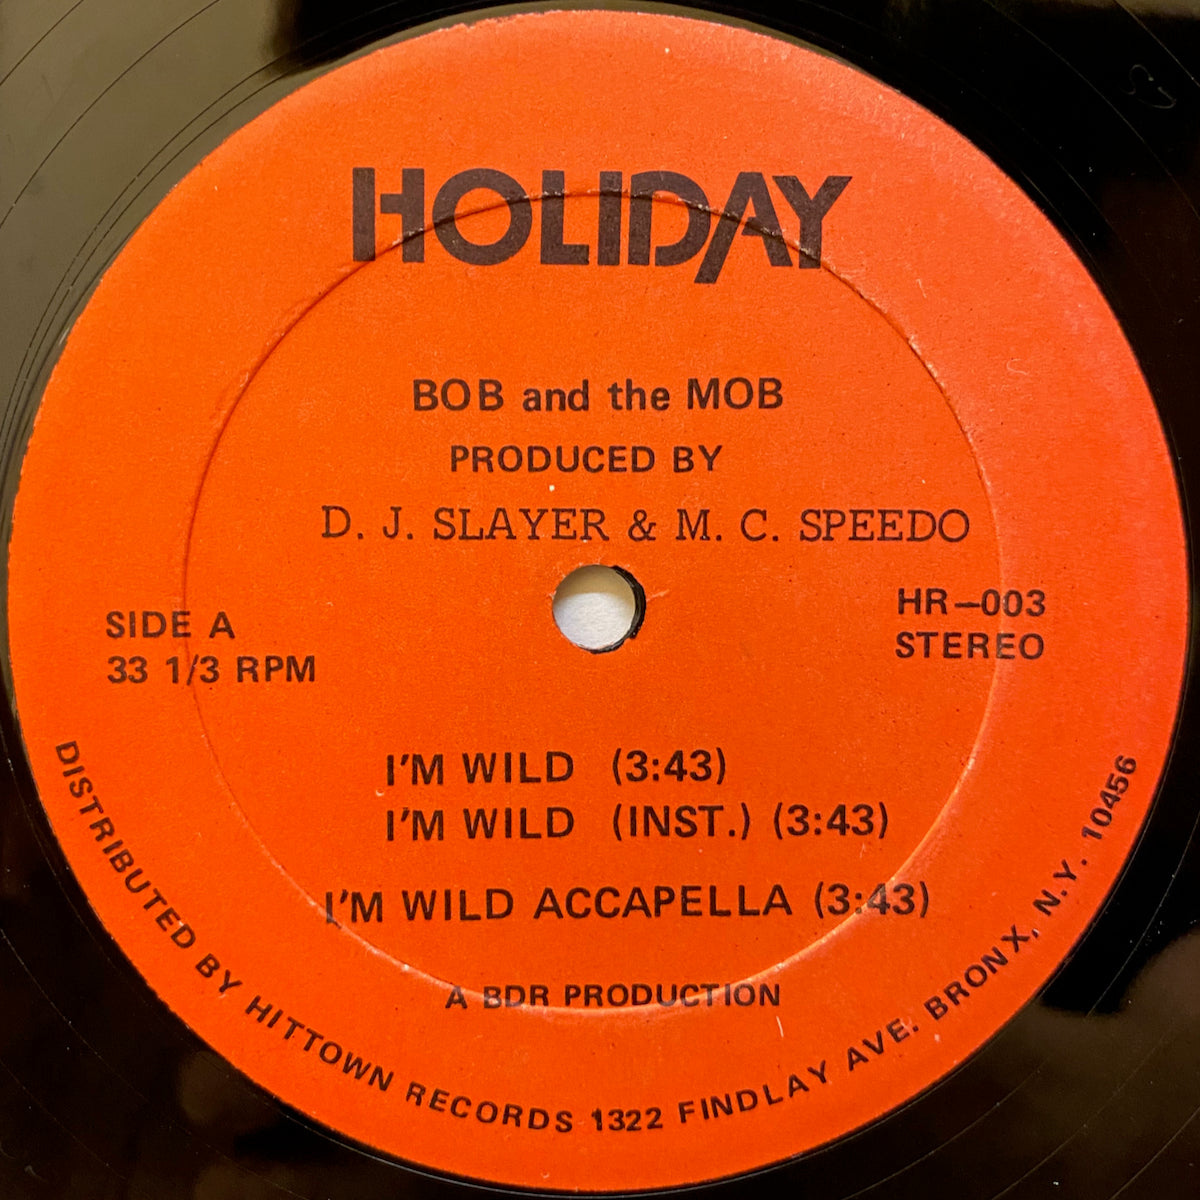 HOLIDAY
BOB and the MOB
PRODUCED BY
D. J. SLAYER & M. C. SPEEDO
SIDE A
33 1/3 RPM
HR-003
STEREO
I'M WILD (3:43)
I'M WILD (INST.) (3:43)
I'M WILD ACCAPELLA (3:43)
A BDR PRODUCTION
DISTRIBUTED BY HITTOWN RECORDS 1322 FINDLAY AVE. BRONX, N.Y. 10456